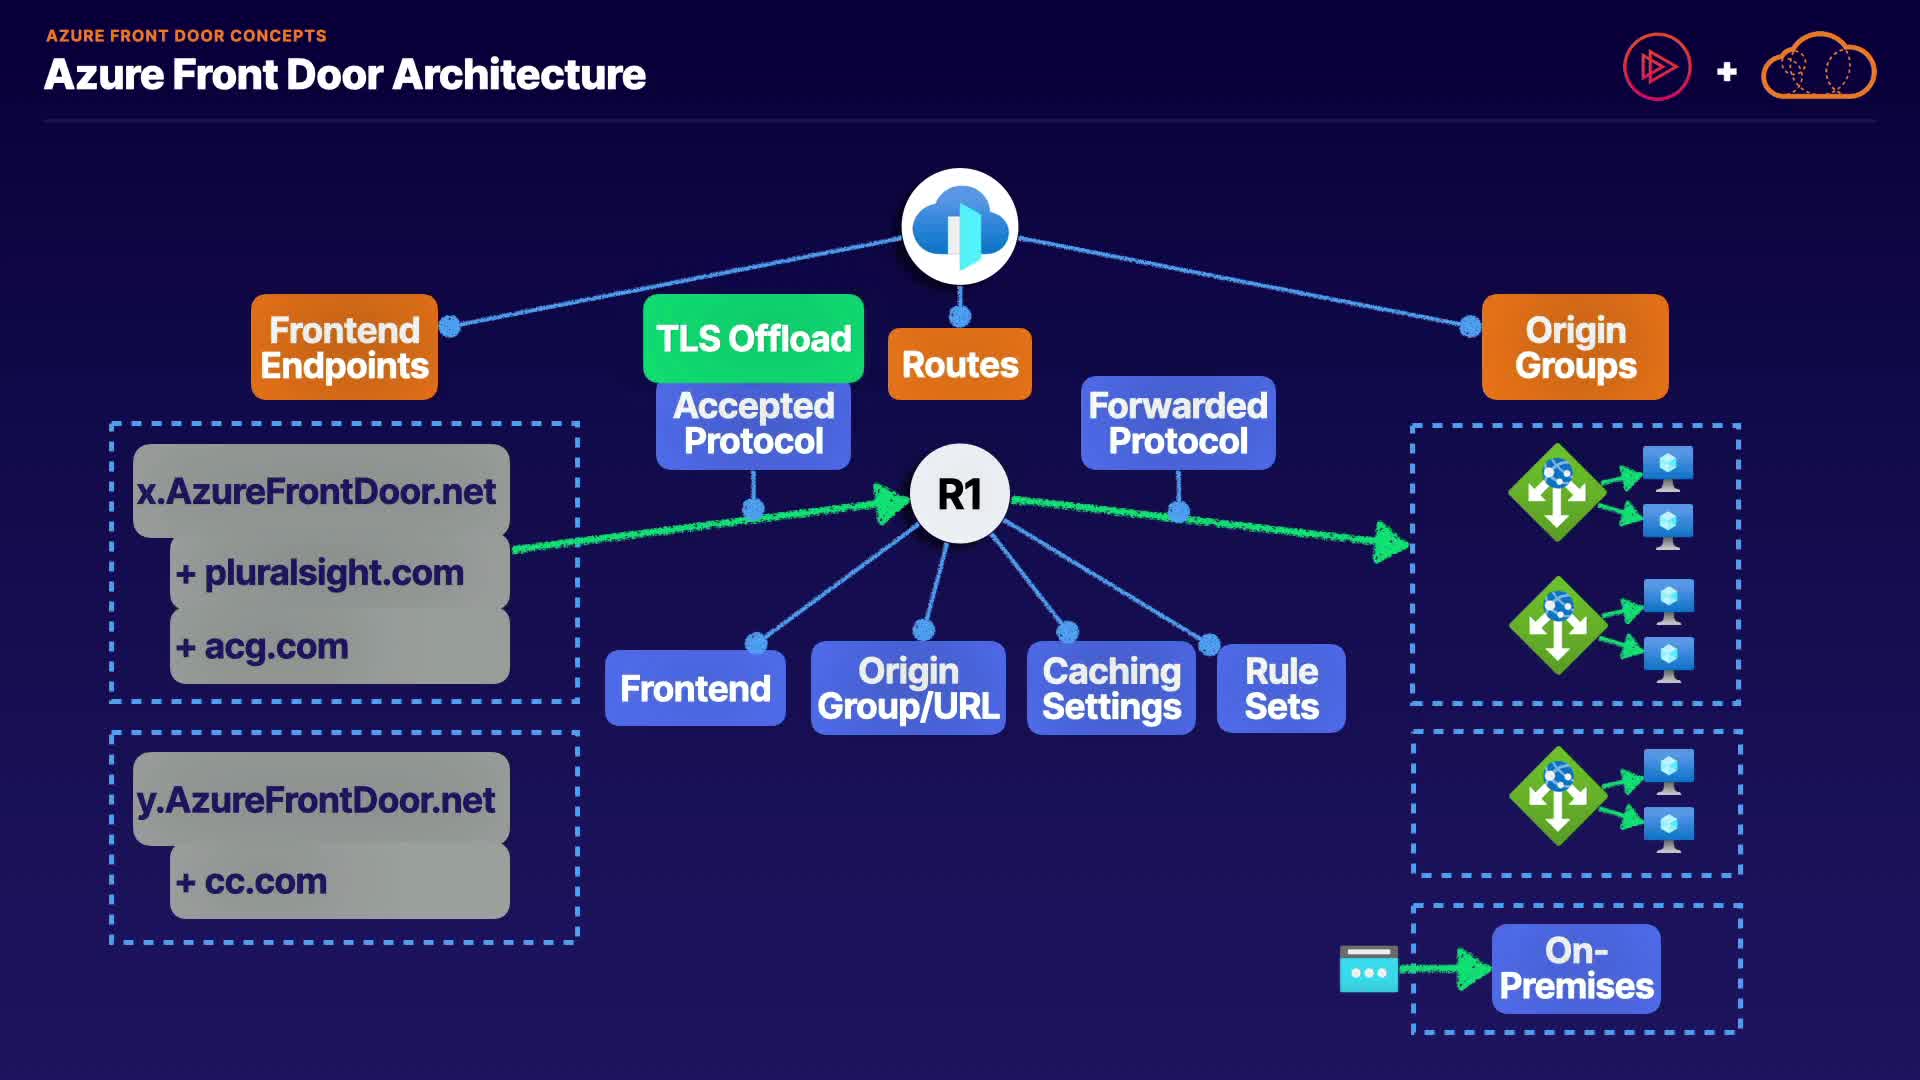 AZURE FRONT DOOR CONCEPTS
Azure Front Door Architecture
+
Frontend
Endpoints
TLS Offload
Routes
Origin
Groups
Accepted
Protocol
Forwarded
Protocol
x.AzureFrontDoor.net
+ pluralsight.com
+ acg.com
R1
Frontend
Origin
Group/URL
Caching
Settings
Rule
Sets
y.AzureFrontDoor.net
+ cc.com
On-
Premises